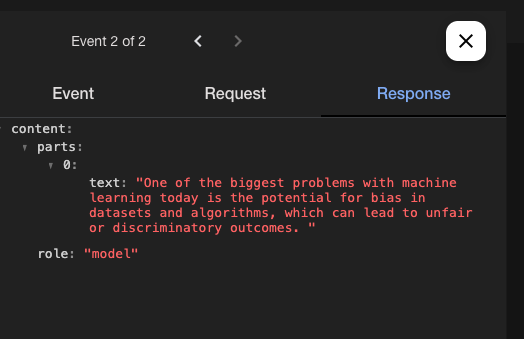 Event 2 of 2
Event Request Response
content:
parts:
0:
text: "One of the biggest problems with machine
learning today is the potential for bias in
datasets and algorithms, which can lead to unfair
or discriminatory outcomes. "
role: "model"